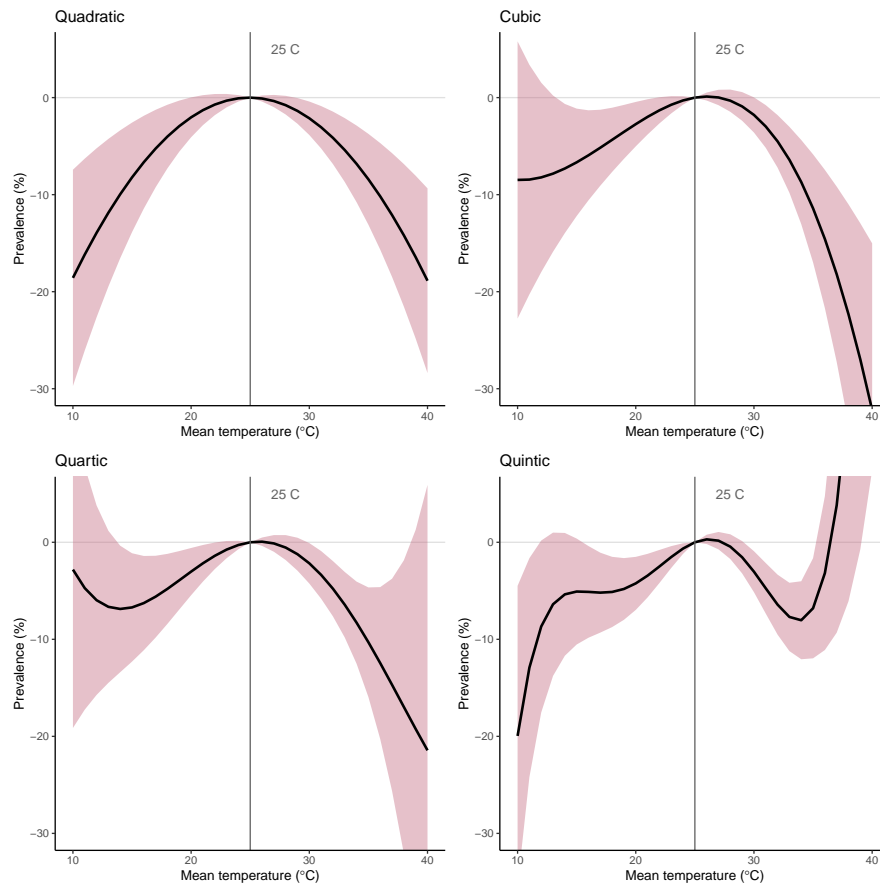 Quadratic
25 C
0
−10
−20
−30
Prevalence (%)
10
20
30
40
Mean temperature (°C)
Cubic
25 C
0
−10
−20
−30
Prevalence (%)
10
20
30
40
Mean temperature (°C)
Quartic
25 C
0
−10
−20
−30
Prevalence (%)
10
20
30
40
Mean temperature (°C)
Quintic
25 C
0
−10
−20
−30
Prevalence (%)
10
20
30
40
Mean temperature (°C)